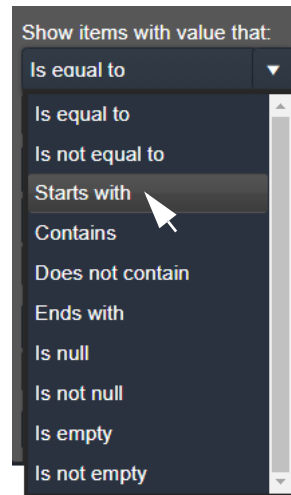 Show items with value that:
Is equal to
Is equal to
Is not equal to
Starts with
Contains
Does not contain
Ends with
Is null
Is not null
Is empty
Is not empty